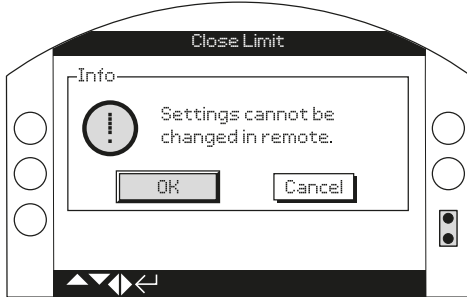 Close Limit
Info
Settings cannot be
changed in remote.
OK
Cancel